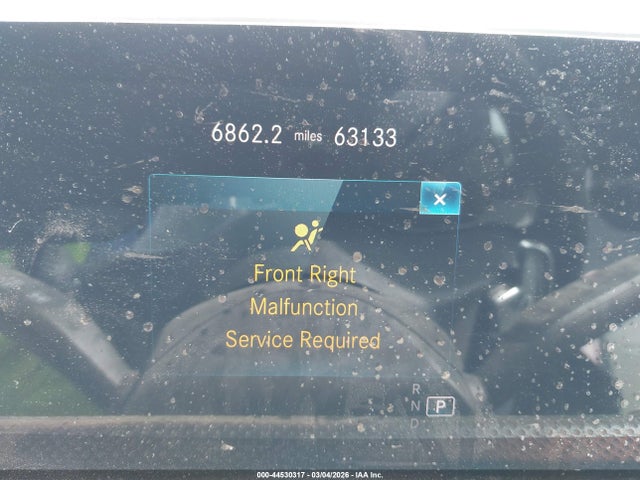 6862.2 miles 63133
×
Front Right
Malfunction
Service Required
R
N P
D
000-44530317 - 03/04/2026 - IAA Inc.